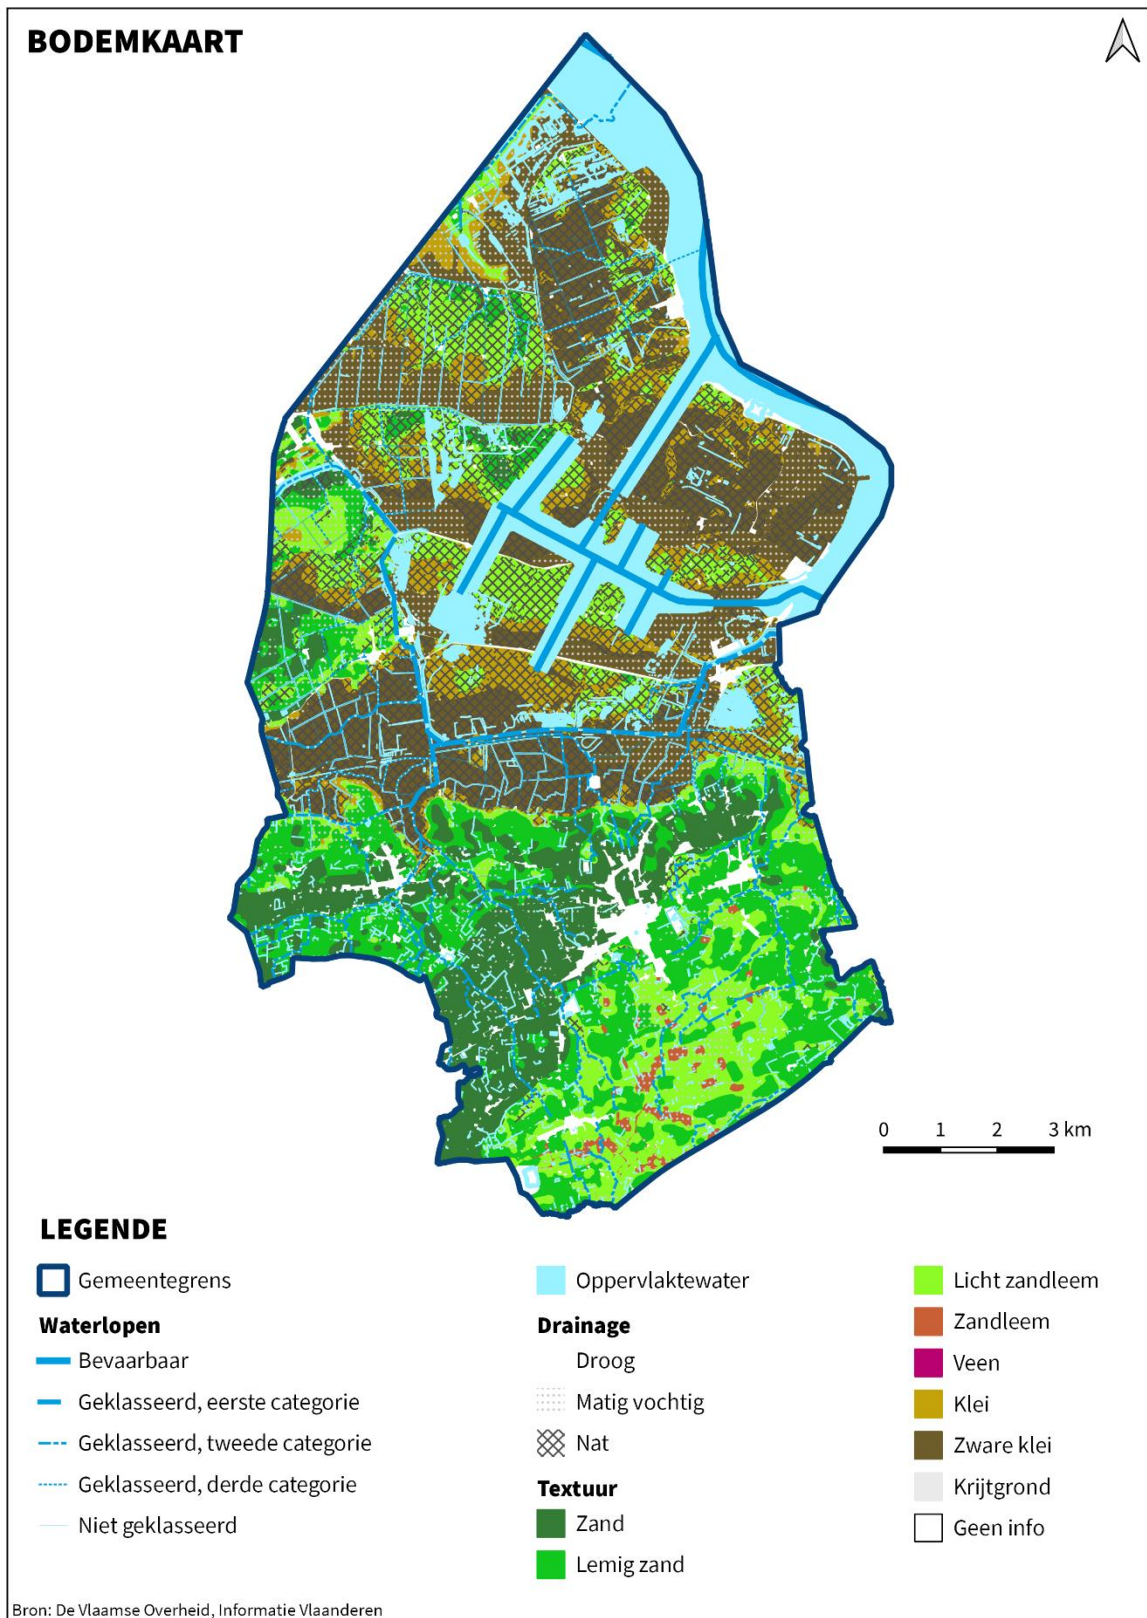 BODEMKAART
0 1 2 3 km
LEGENDE
Gemeentegrens
Waterlopen
Bevaarbaar
Geklasseerd, eerste categorie
Geklasseerd, tweede categorie
Geklasseerd, derde categorie
Niet geklasseerd
Oppervlaktewater
Drainage
Droog
Matig vochtig
Nat
Textuur
Zand
Lemig zand
Licht zandleem
Zandleem
Veen
Klei
Zware klei
Krijtgrond
Geen info
Bron: De Vlaamse Overheid, Informatie Vlaanderen